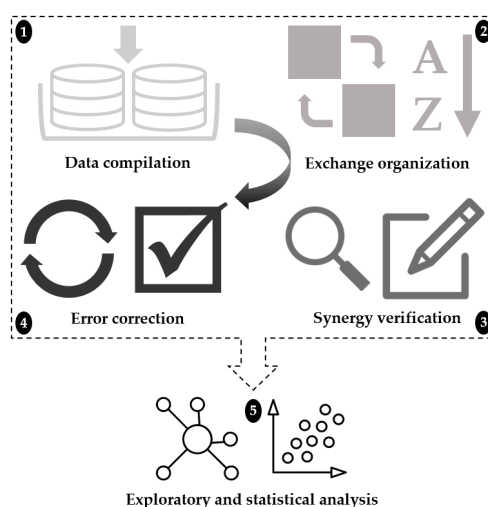 1
2
A
Z
Data compilation
Exchange organization
Error correction
Synergy verification
4
3
5
Exploratory and statistical analysis